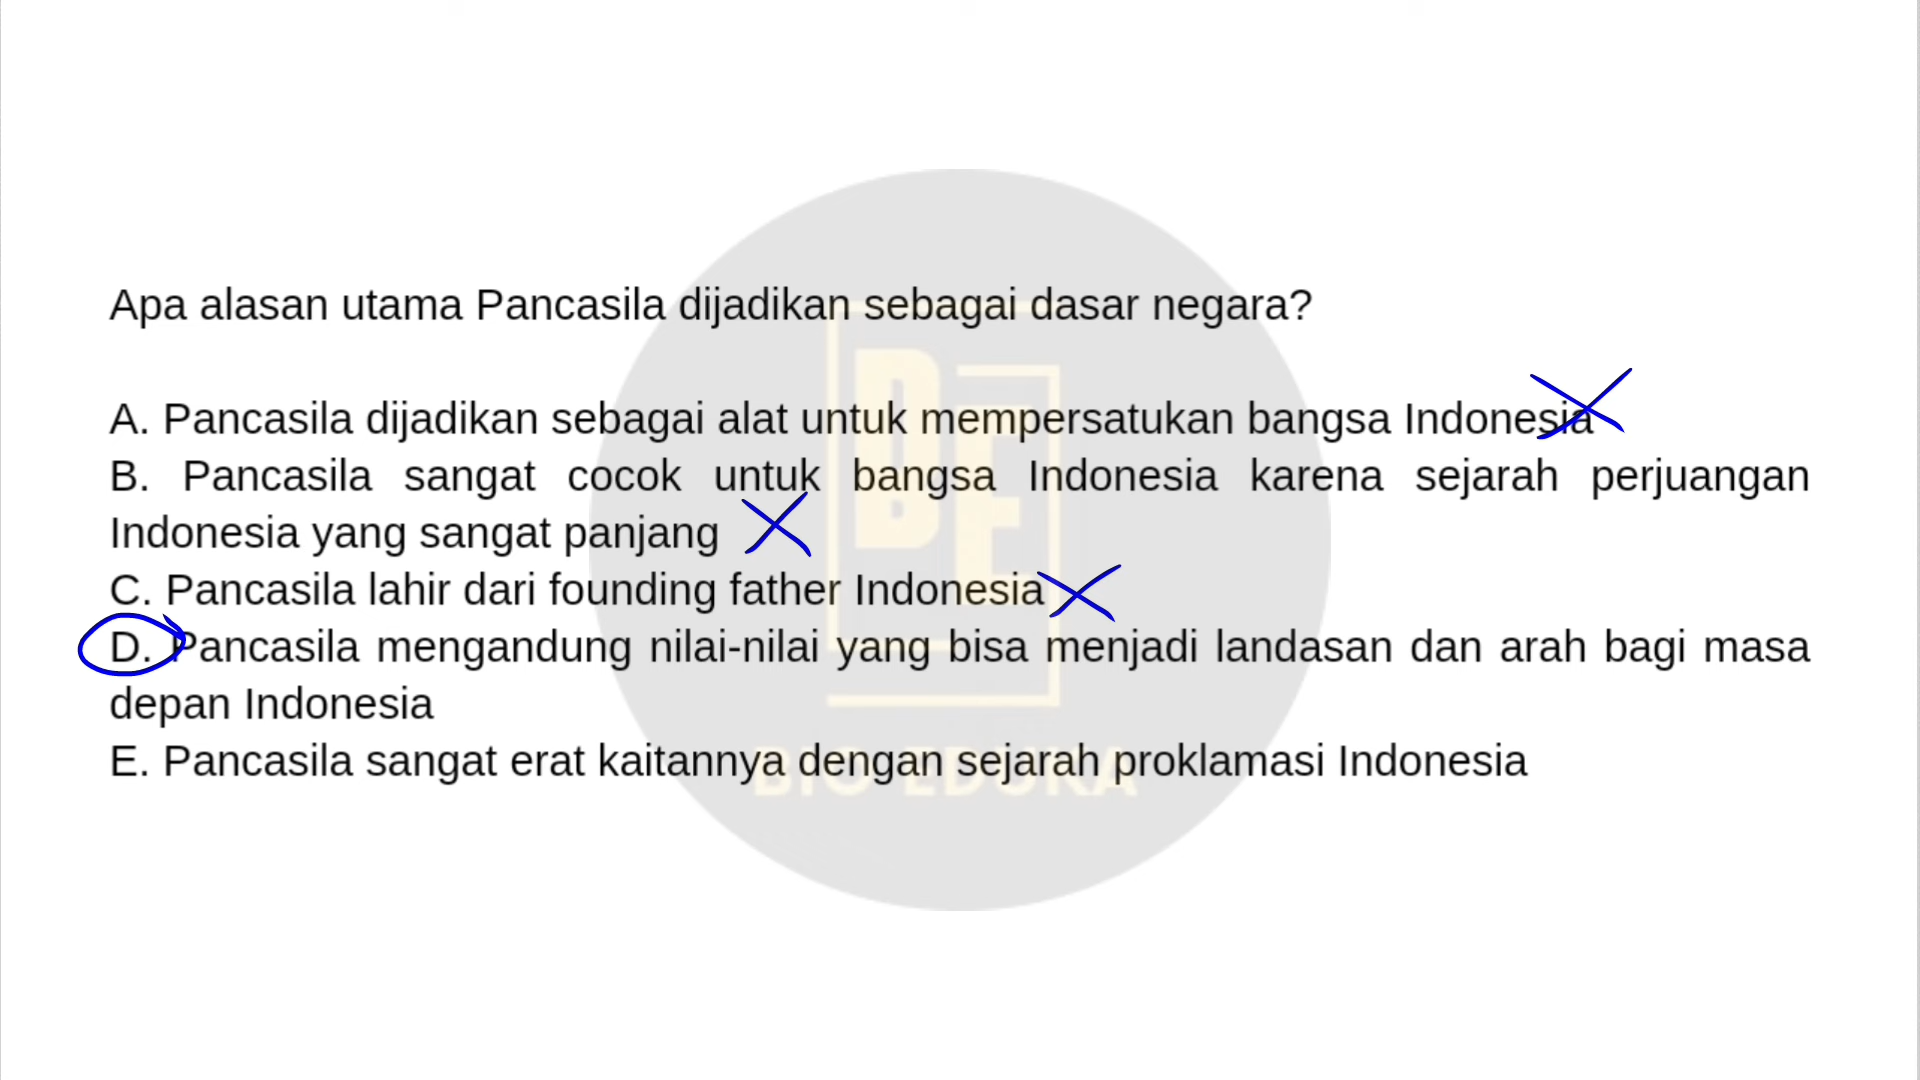 Apa alasan utama Pancasila dijadikan sebagai dasar negara?
A. Pancasila dijadikan sebagai alat untuk mempersatukan bangsa Indonesia
B. Pancasila sangat cocok untuk bangsa Indonesia karena sejarah perjuangan
Indonesia yang sangat panjang
C. Pancasila lahir dari founding father Indonesia
D. Pancasila mengandung nilai-nilai yang bisa menjadi landasan dan arah bagi masa
depan Indonesia
E. Pancasila sangat erat kaitannya dengan sejarah proklamasi Indonesia
BE
BIG EDUKA